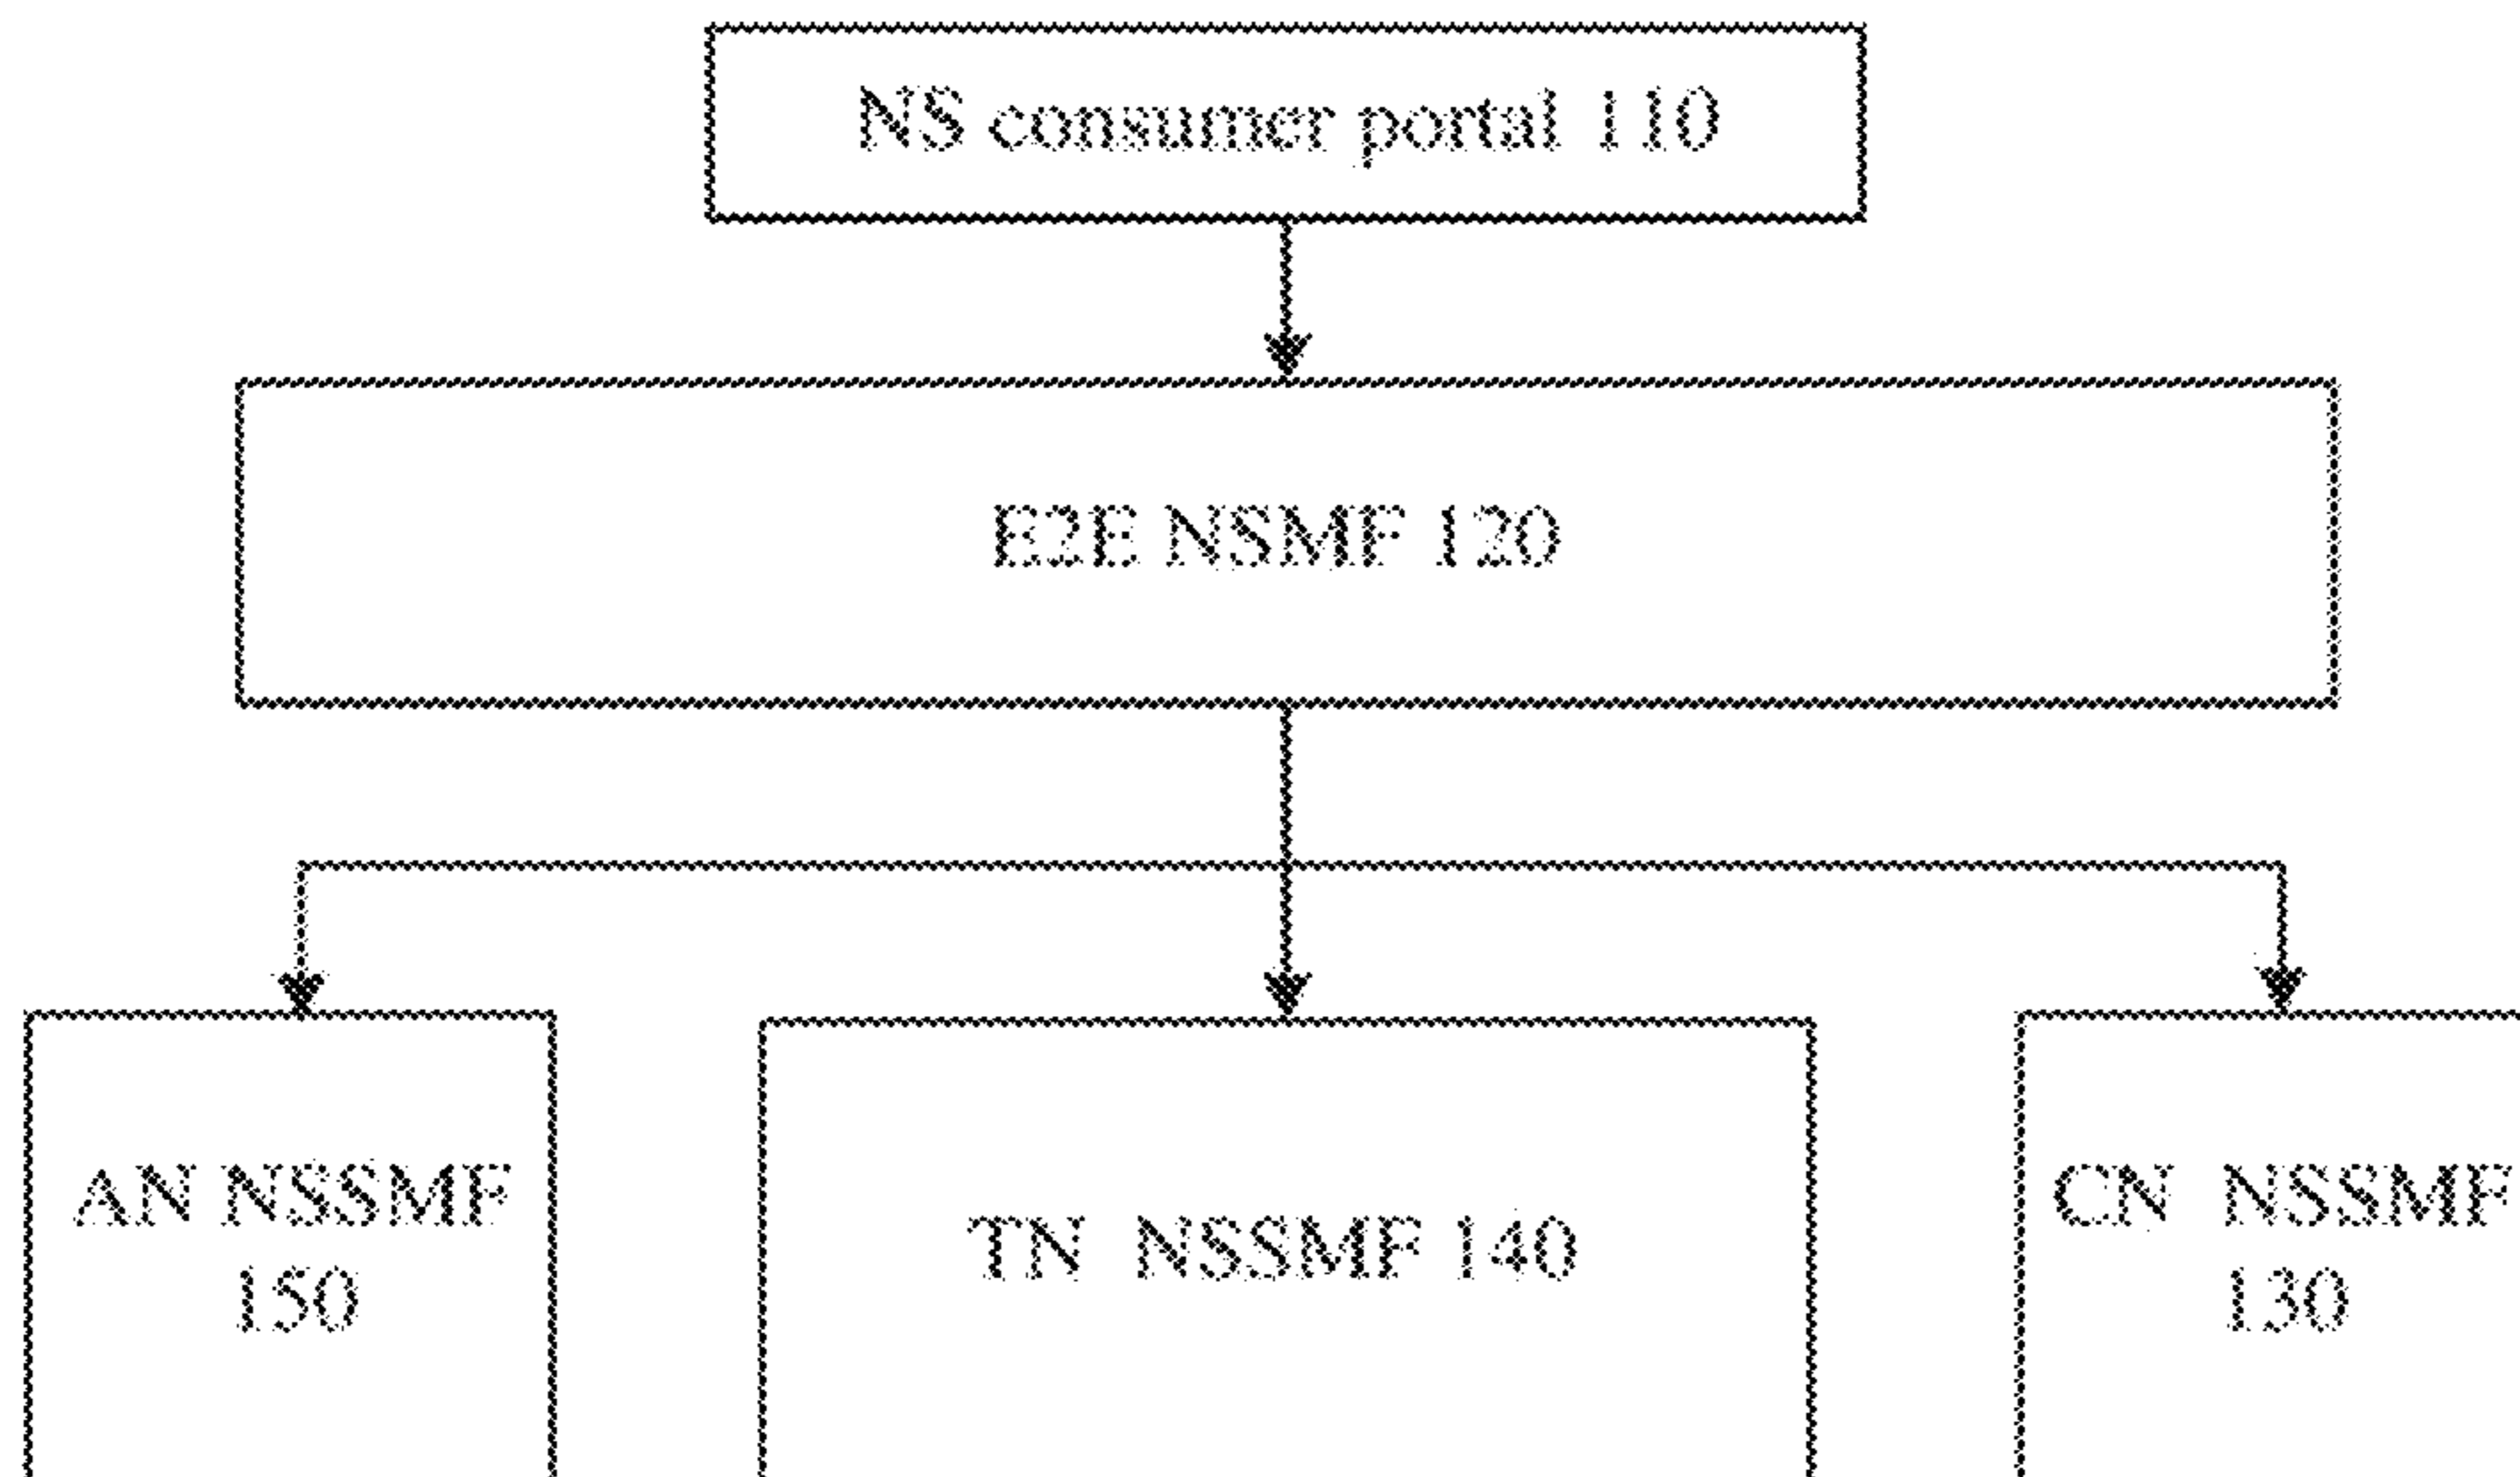 NS consumer portal 110
E2E NSMF 120
AN NSSMF
150
TN NSSMF 140
CN NSSMF
130